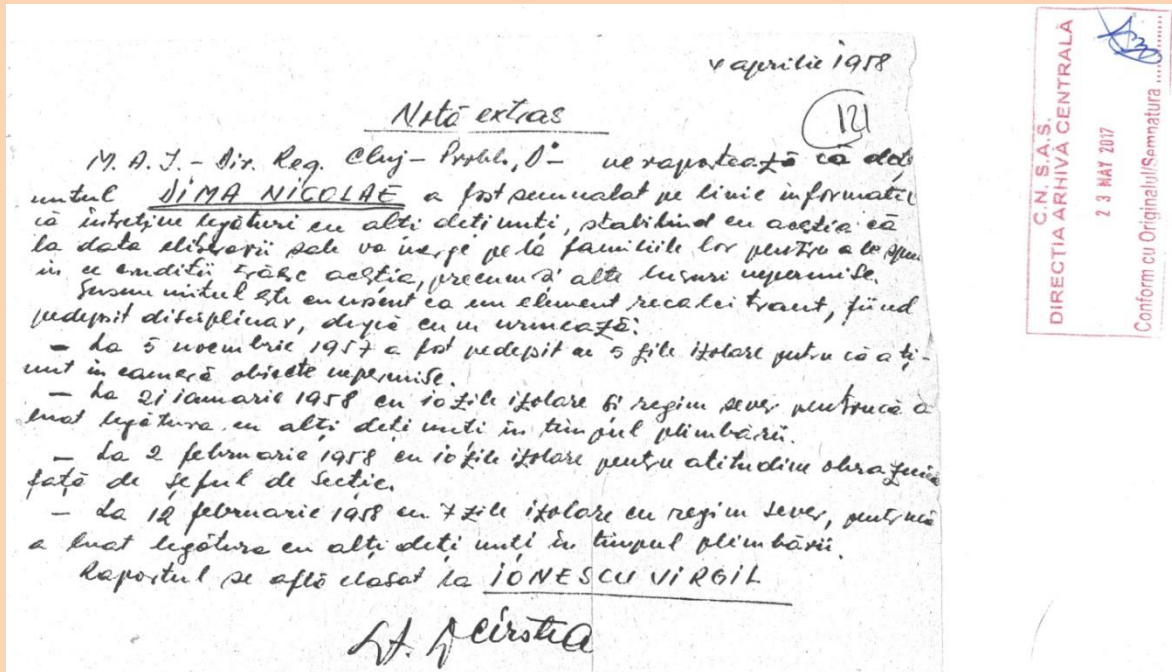 4 aprilie 1958
Notă extras
121
M.A.I. - Dir. Reg. Cluj - Probl. "D" - ne raportează că deți-
nutul DIMA NICOLAE a fost semnalat pe linie informativ
că întreține legături cu alți deținuți, stabilind cu aceștia că
la data eliberării sale va merge pe la familiile lor pentru a le spune
în ce condiții trăesc aceștia, precum și alte lucruri nepermise.
Susnumitul este cunoscut ca un element recalcitrant, fiind
pedepsit disciplinar, după cum urmează:
- La 5 noembrie 1957 a fost pedepsit cu 5 zile izolare pentru că a ți-
nut în cameră obiecte nepermise.
- La 21 ianuarie 1958 cu 10 zile izolare și regim sever pentrucă a
luat legătura cu alți deținuți în timpul plimbării.
- La 2 februarie 1958 cu 10 zile izolare pentru atitudine obraznică
față de șeful de secție.
- La 12 februarie 1958 cu 7 zile izolare cu regim sever, pentrucă
a luat legătura cu alți deținuți în timpul plimbării.
Raportul se află clasat la IONESCU VIRGIL
Lt. Cîrstea
C.N.S.A.S.
DIRECTIA ARHIVĂ CENTRALĂ
23 MAY 2017
Conform cu Originalul/Semnatura